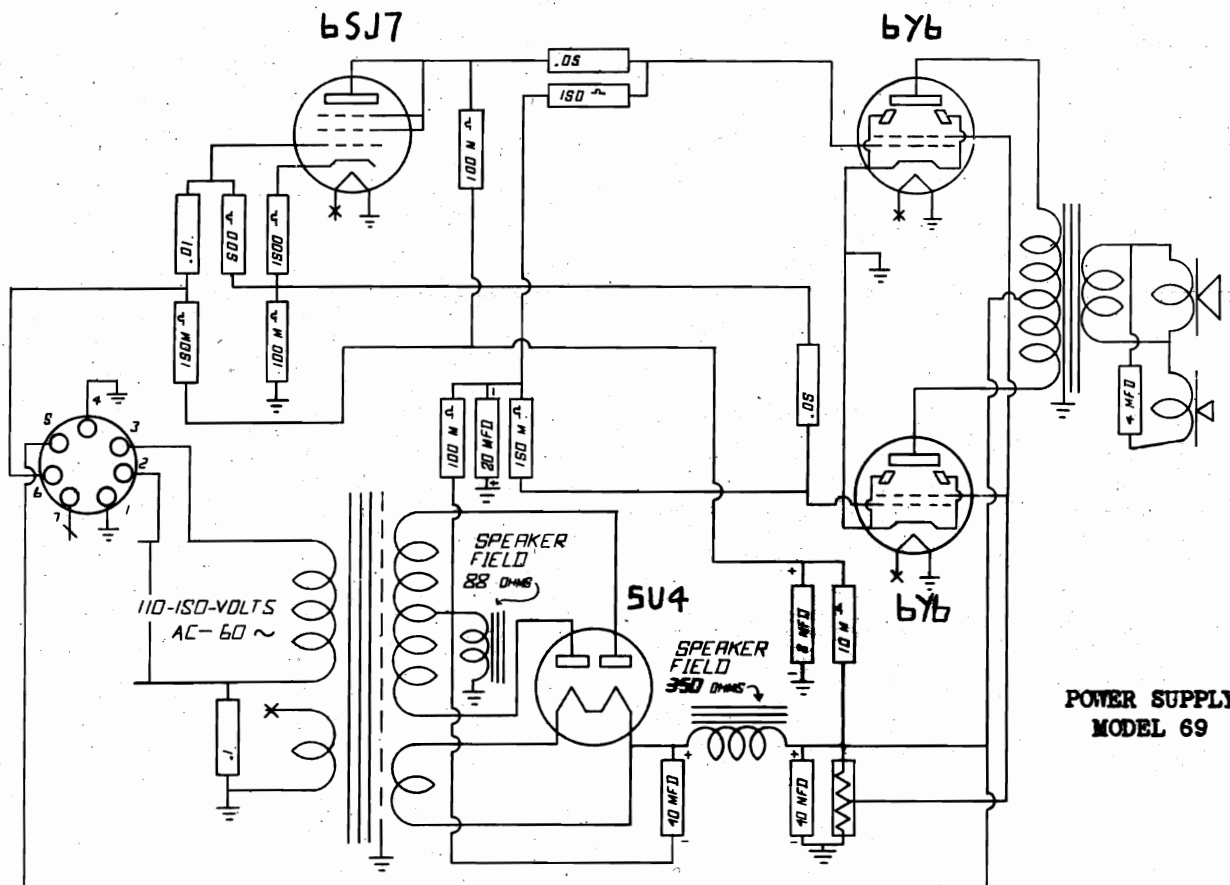 6SJ7
6Y6
.05
150 Ω
100 M Ω
.01
500 Ω
1500 Ω
150M Ω
100 M Ω
.05
4 MFD
4
5
3
2
6
7
1
100 M Ω
20 MFD
150 M Ω
+
SPEAKER
FIELD
88 OHMS
5U4
6Y6
110-150-VOLTS
AC-60 ~
+
8 MFD
-
10 M Ω
SPEAKER
FIELD
350 OHMS
POWER SUPPLY
MODEL 69
.1
+
40 MFD
-
+
40 MFD
-